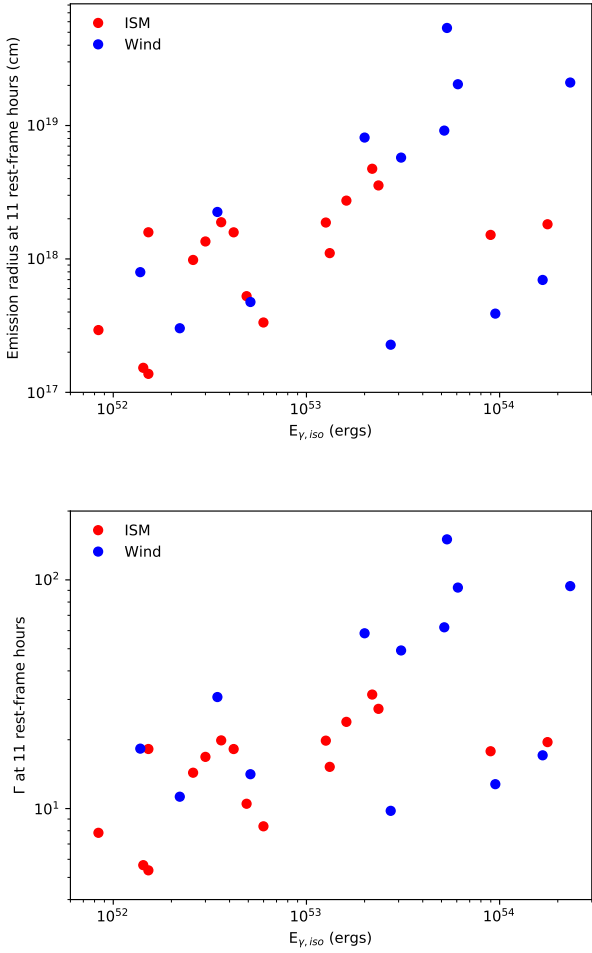 Emission radius at 11 rest-frame hours (cm)
ISM
Wind
10^19
10^18
10^17
10^52
10^53
10^54
E_γ,iso (ergs)
Γ at 11 rest-frame hours
ISM
Wind
10^2
10^1
10^52
10^53
10^54
E_γ,iso (ergs)